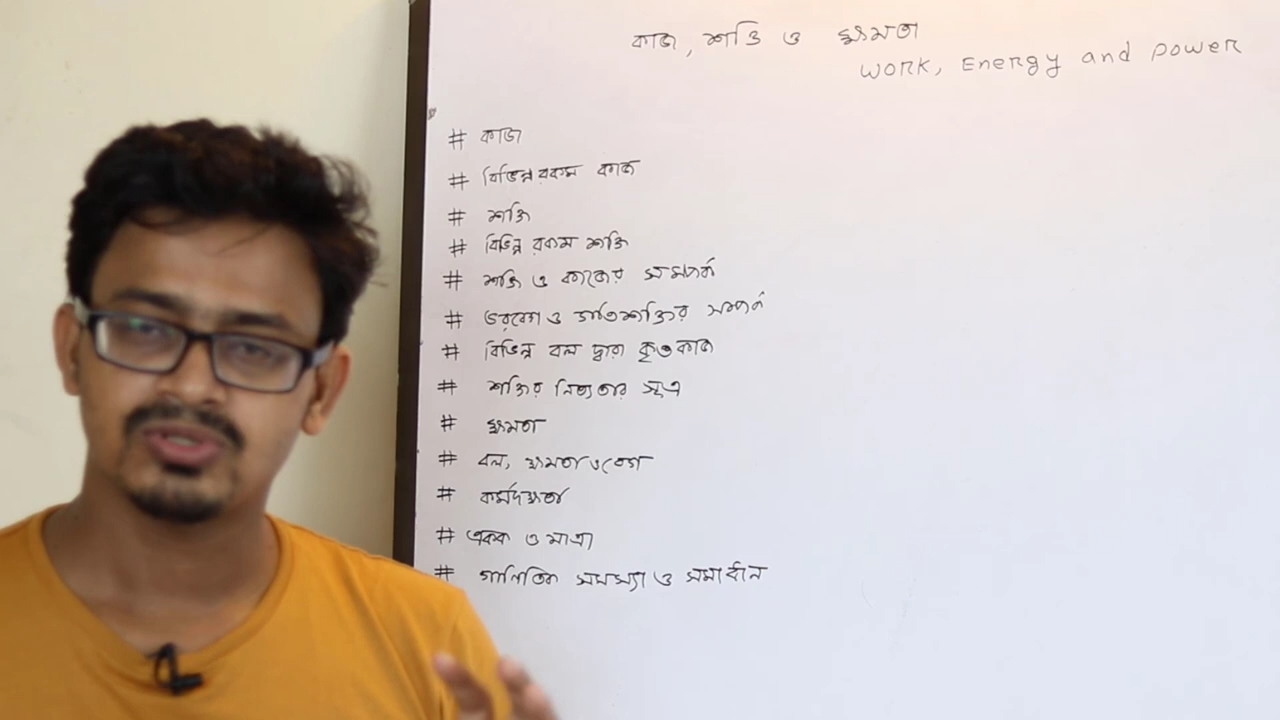 কাজ, শক্তি ও ক্ষমতা
WORK, Energy and power
# কাজ
# বিভিন্ন রকম কাজ
# শক্তি
# বিভিন্ন রকম শক্তি
# শক্তি ও কাজের সম্পর্ক
# ভরবেগ ও গতিশক্তির সম্পর্ক
# বিভিন্ন বল দ্বারা কৃতকাজ
# শক্তির নিত্যতার সূত্র
# ক্ষমতা
# বল, ক্ষমতা ও বেগ
# কর্মদক্ষতা
# একক ও মাত্রা
# গাণিতিক সমস্যা ও সমাধান